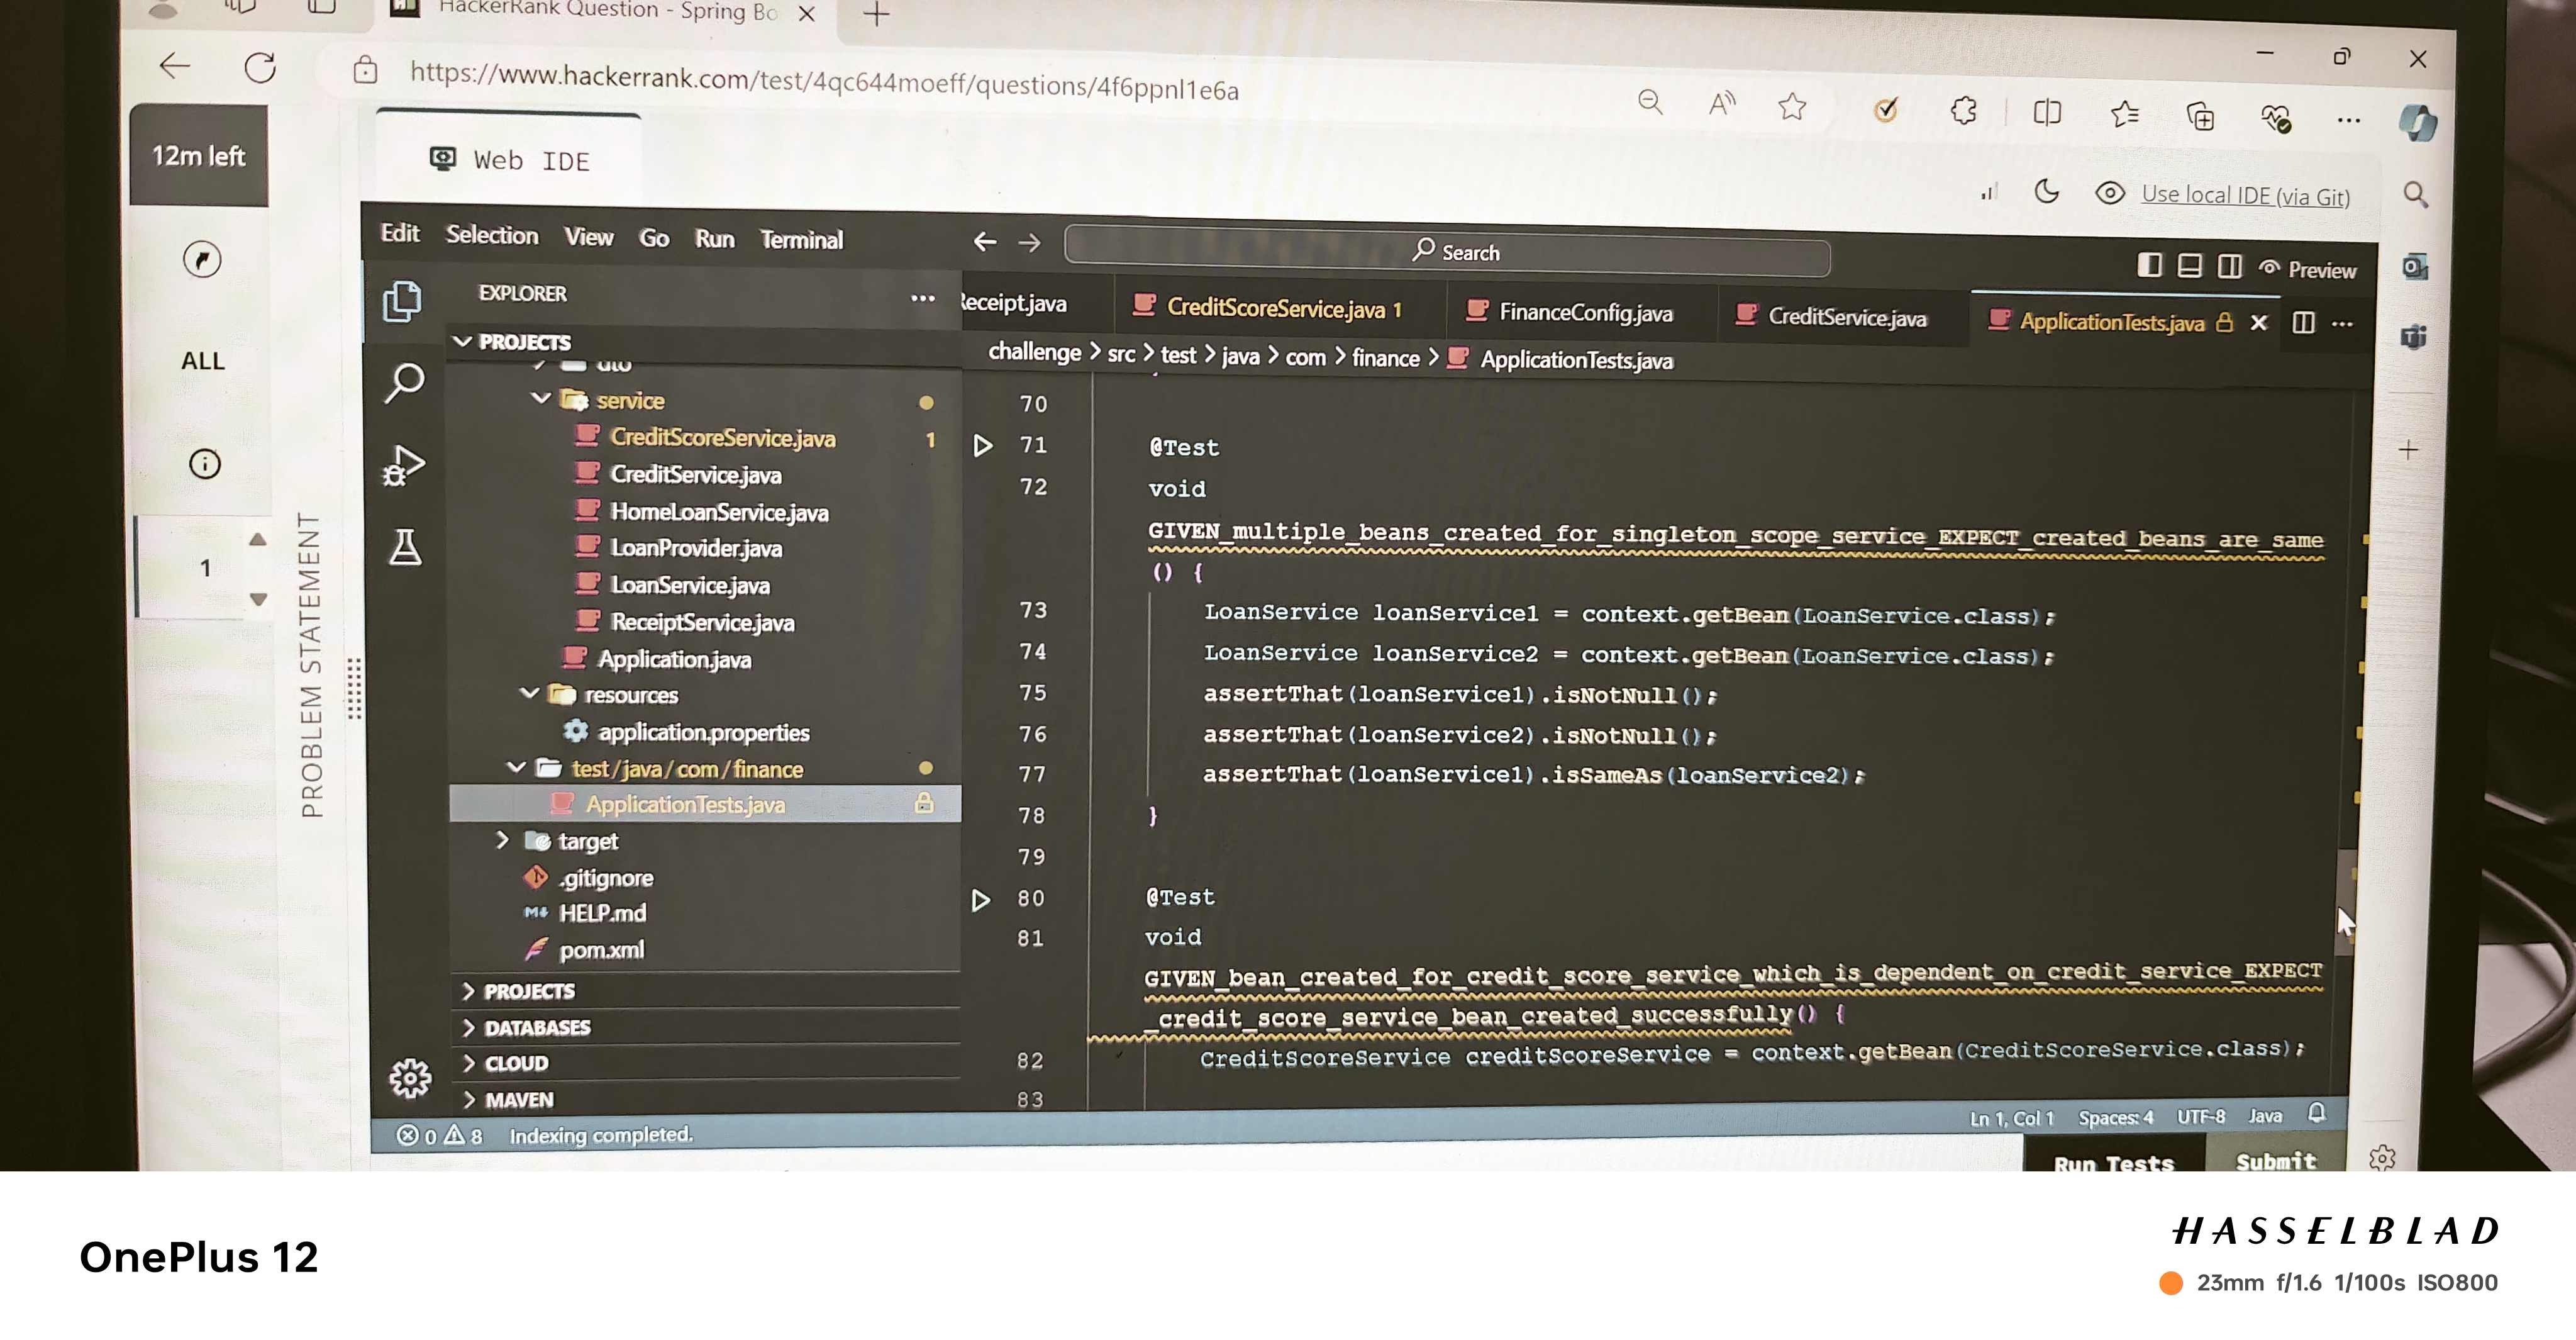 HackerRank Question - Spring Bo
https://www.hackerrank.com/test/4qc644moeff/questions/4f6ppnl1e6a
12m left
Web IDE
Use local IDE (via Git)
Edit Selection View Go Run Terminal
Search
Preview
EXPLORER
Receipt.java
CreditScoreService.java 1
FinanceConfig.java
CreditService.java
ApplicationTests.java
PROJECTS
challenge > src > test > java > com > finance > ApplicationTests.java
ALL
1
PROBLEM STATEMENT
dto
service
CreditScoreService.java 1
CreditService.java
HomeLoanService.java
LoanProvider.java
LoanService.java
ReceiptService.java
Application.java
resources
application.properties
test/java/com/finance
ApplicationTests.java
target
.gitignore
HELP.md
pom.xml
PROJECTS
DATABASES
CLOUD
MAVEN
70
71 @Test
72 void
GIVEN_multiple_beans_created_for_singleton_scope_service_EXPECT_created_beans_are_same
() {
73 LoanService loanService1 = context.getBean(LoanService.class);
74 LoanService loanService2 = context.getBean(LoanService.class);
75 assertThat(loanService1).isNotNull();
76 assertThat(loanService2).isNotNull();
77 assertThat(loanService1).isSameAs(loanService2);
78 }
79
80 @Test
81 void
GIVEN_bean_created_for_credit_score_service_which_is_dependent_on_credit_service_EXPECT
_credit_score_service_bean_created_successfully() {
82 CreditScoreService creditScoreService = context.getBean(CreditScoreService.class);
83
0 8 Indexing completed.
Ln 1, Col 1 Spaces: 4 UTF-8 Java
Run Tests
Submit
OnePlus 12
HASSELBLAD
23mm f/1.6 1/100s ISO800